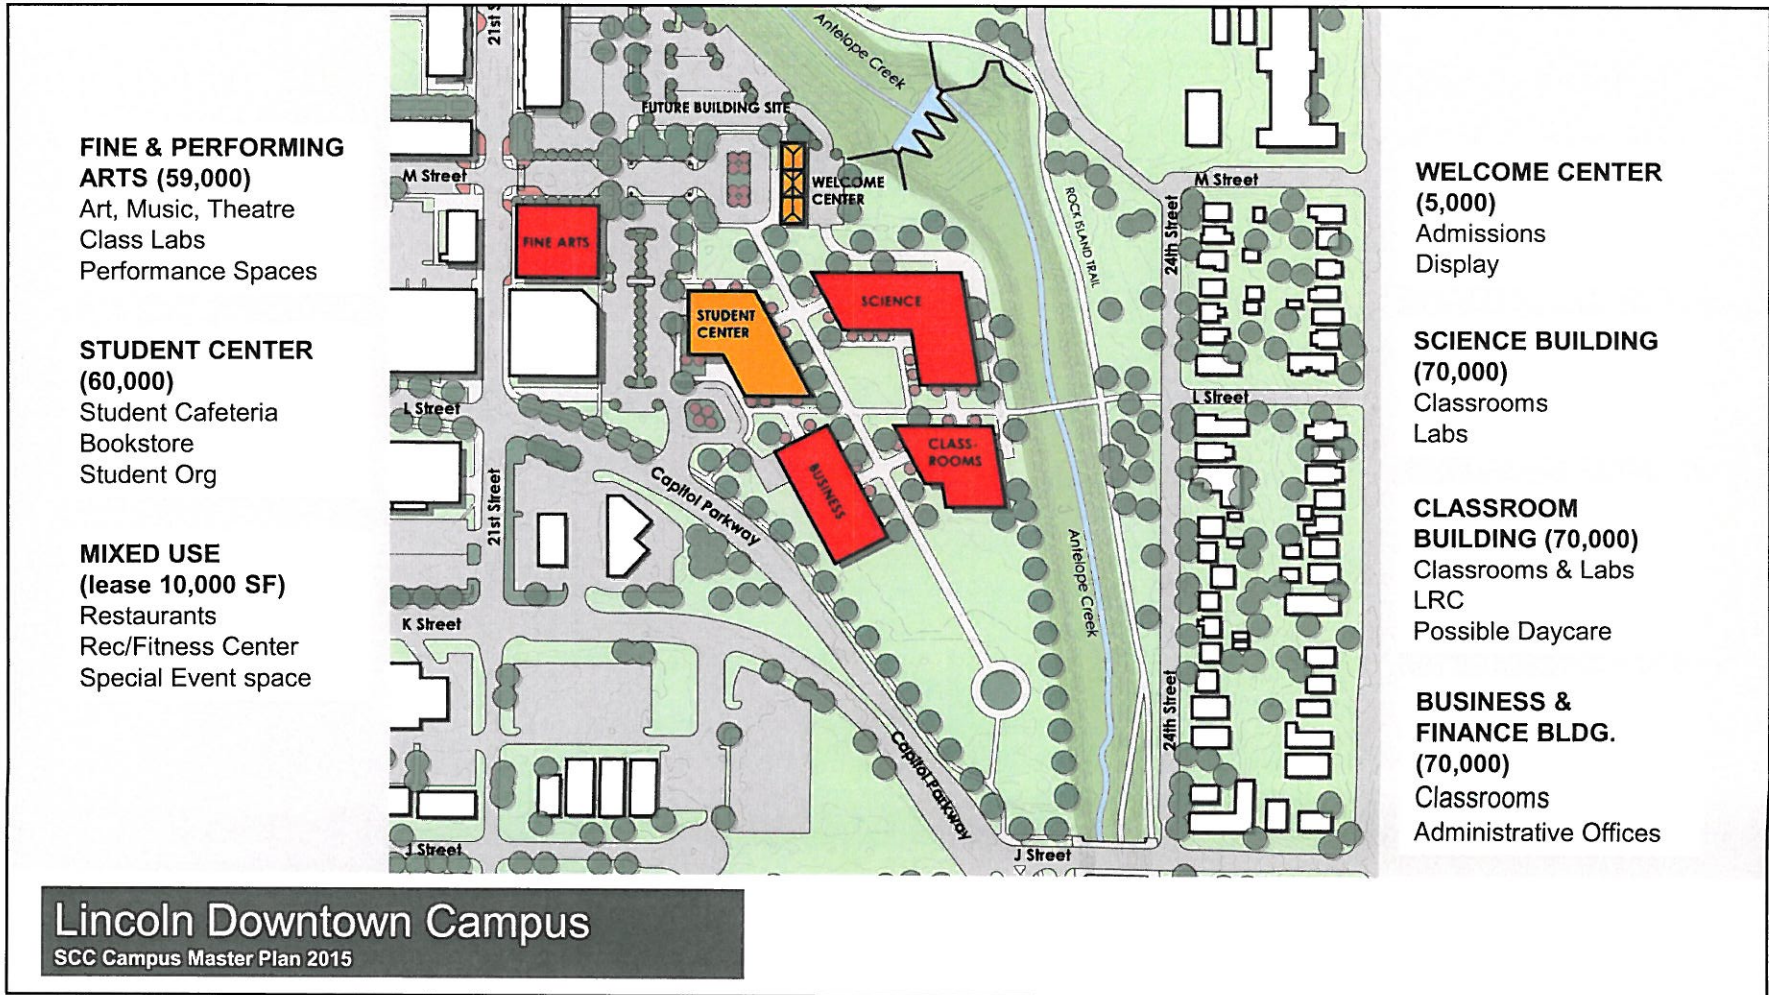 FINE & PERFORMING
ARTS (59,000)
Art, Music, Theatre
Class Labs
Performance Spaces
STUDENT CENTER
(60,000)
Student Cafeteria
Bookstore
Student Org
MIXED USE
(lease 10,000 SF)
Restaurants
Rec/Fitness Center
Special Event space
21st S
Antelope Creek
FUTURE BUILDING SITE
M Street
WELCOME
CENTER
M Street
ROCK ISLAND TRAIL
24th Street
FINE ARTS
STUDENT
CENTER
SCIENCE
L Street
L Street
CLASS-
ROOMS
BUSINESS
21st Street
Capitol Parkway
Antelope Creek
K Street
24th Street
Capitol Parkway
J Street
J Street
WELCOME CENTER
(5,000)
Admissions
Display
SCIENCE BUILDING
(70,000)
Classrooms
Labs
CLASSROOM
BUILDING (70,000)
Classrooms & Labs
LRC
Possible Daycare
BUSINESS &
FINANCE BLDG.
(70,000)
Classrooms
Administrative Offices
Lincoln Downtown Campus
SCC Campus Master Plan 2015